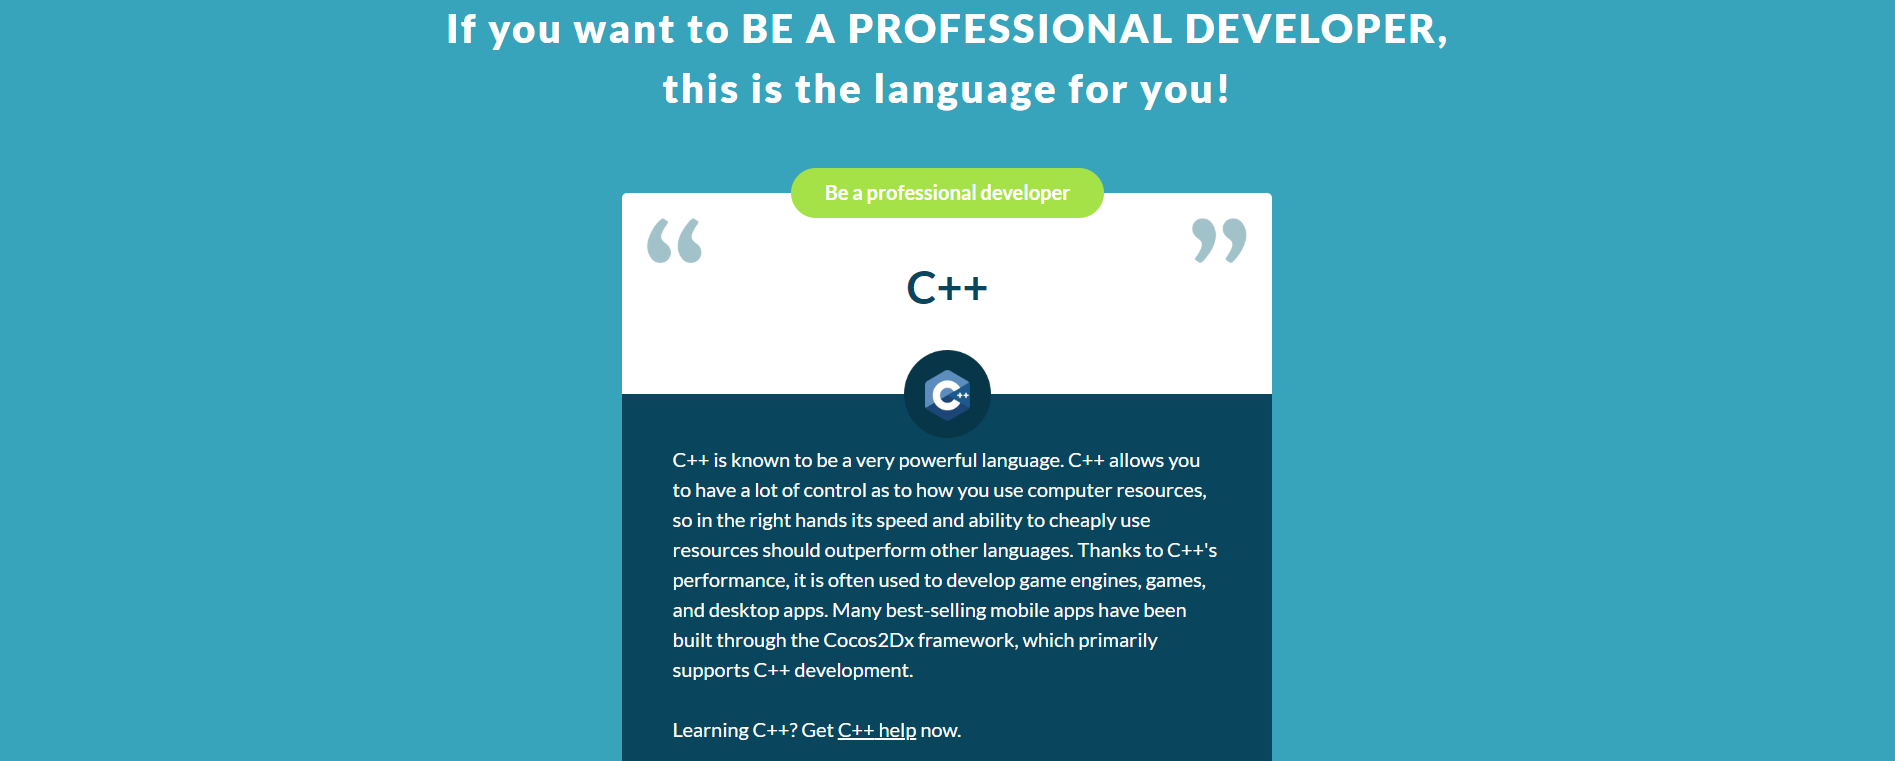 If you want to BE A PROFESSIONAL DEVELOPER,
this is the language for you!
Be a professional developer
“ ”
C++
C++
C++ is known to be a very powerful language. C++ allows you
to have a lot of control as to how you use computer resources,
so in the right hands its speed and ability to cheaply use
resources should outperform other languages. Thanks to C++'s
performance, it is often used to develop game engines, games,
and desktop apps. Many best-selling mobile apps have been
built through the Cocos2Dx framework, which primarily
supports C++ development.
Learning C++? Get C++ help now.